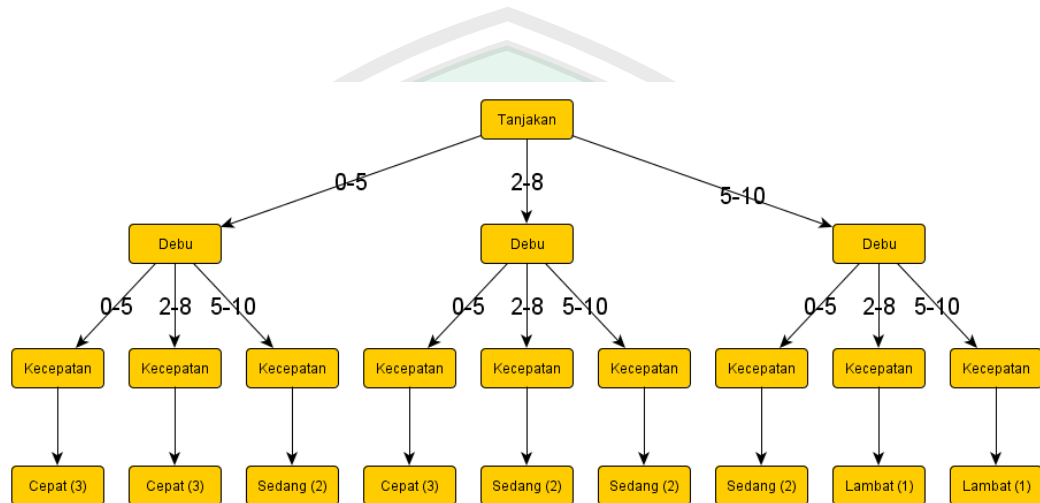 Tanjakan
0-5
2-8
5-10
Debu
Debu
Debu
0-5
2-8
5-10
0-5
2-8
5-10
0-5
2-8
5-10
Kecepatan
Kecepatan
Kecepatan
Kecepatan
Kecepatan
Kecepatan
Kecepatan
Kecepatan
Kecepatan
Cepat (3)
Cepat (3)
Sedang (2)
Cepat (3)
Sedang (2)
Sedang (2)
Sedang (2)
Lambat (1)
Lambat (1)